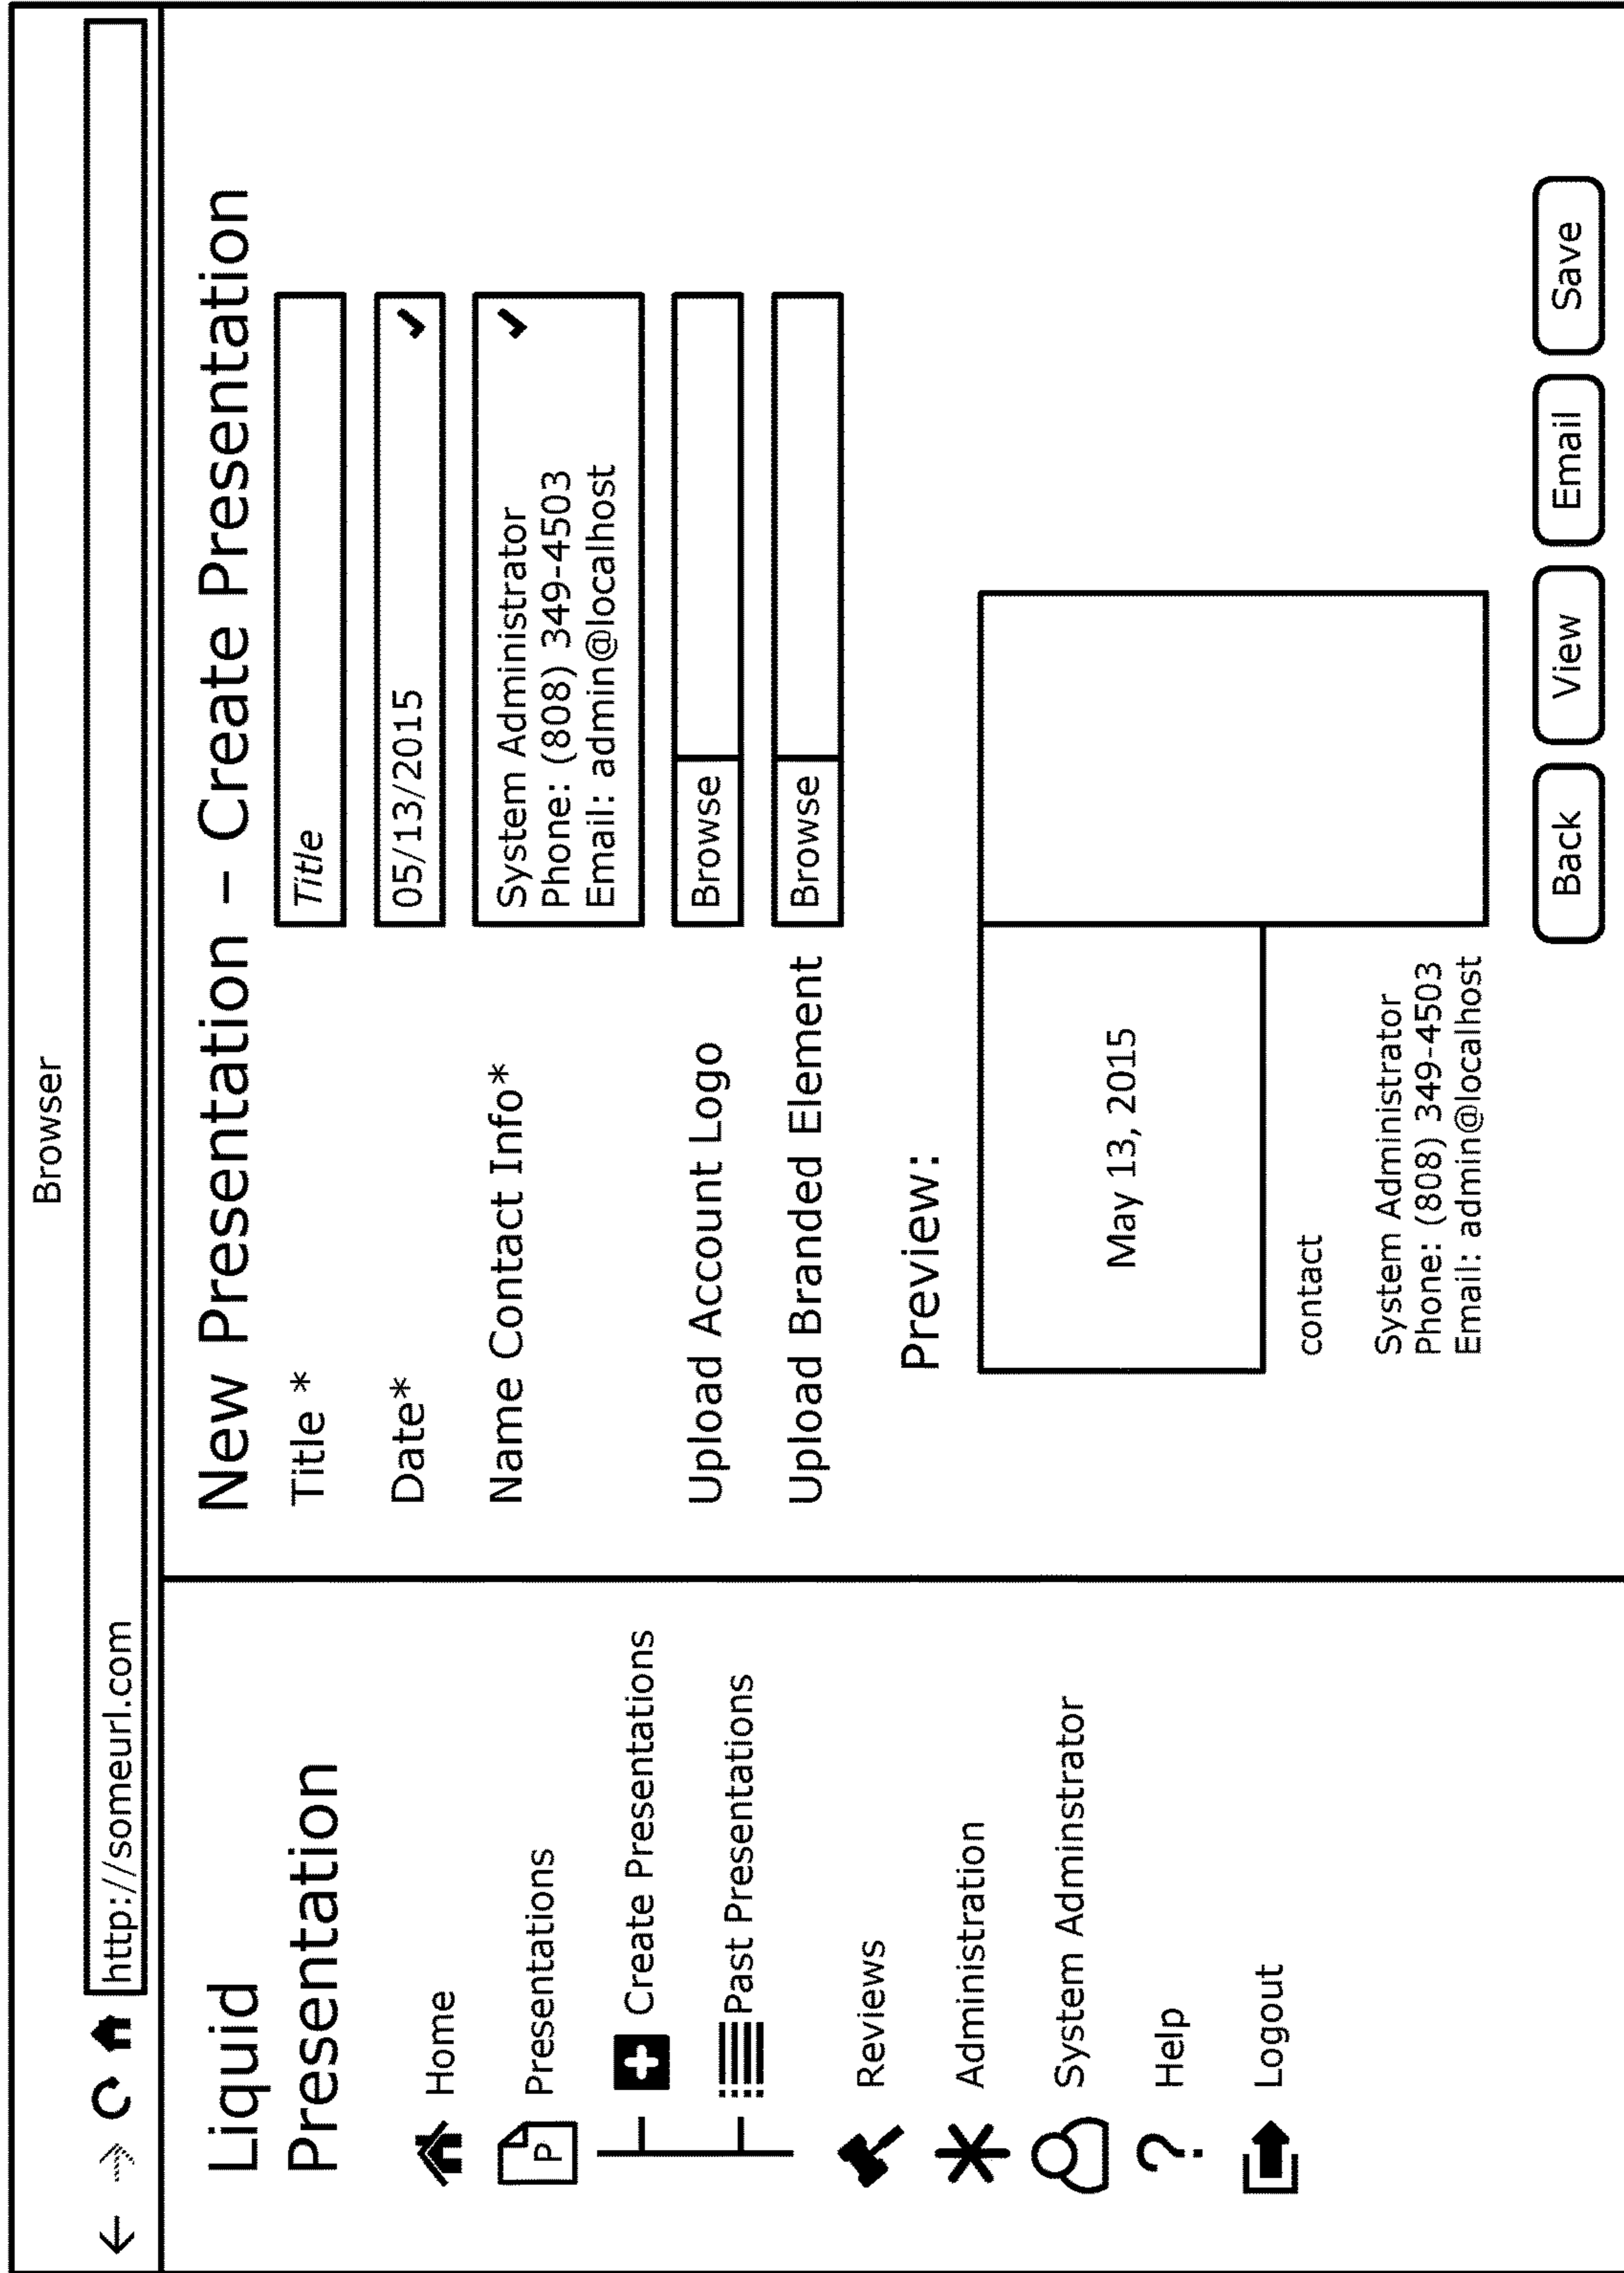 Browser
http://someurl.com
Liquid
Presentation
Home
P
Presentations
Create Presentations
Past Presentations
Reviews
Administration
System Adminstrator
? Help
Logout
New Presentation – Create Presentation
Title *
Title
Date*
05/13/2015
Name Contact Info*
System Administrator
Phone: (808) 349-4503
Email: admin@localhost
Upload Account Logo
Browse
Upload Branded Element
Browse
Preview:
May 13, 2015
contact
System Administrator
Phone: (808) 349-4503
Email: admin@localhost
Back
View
Email
Save